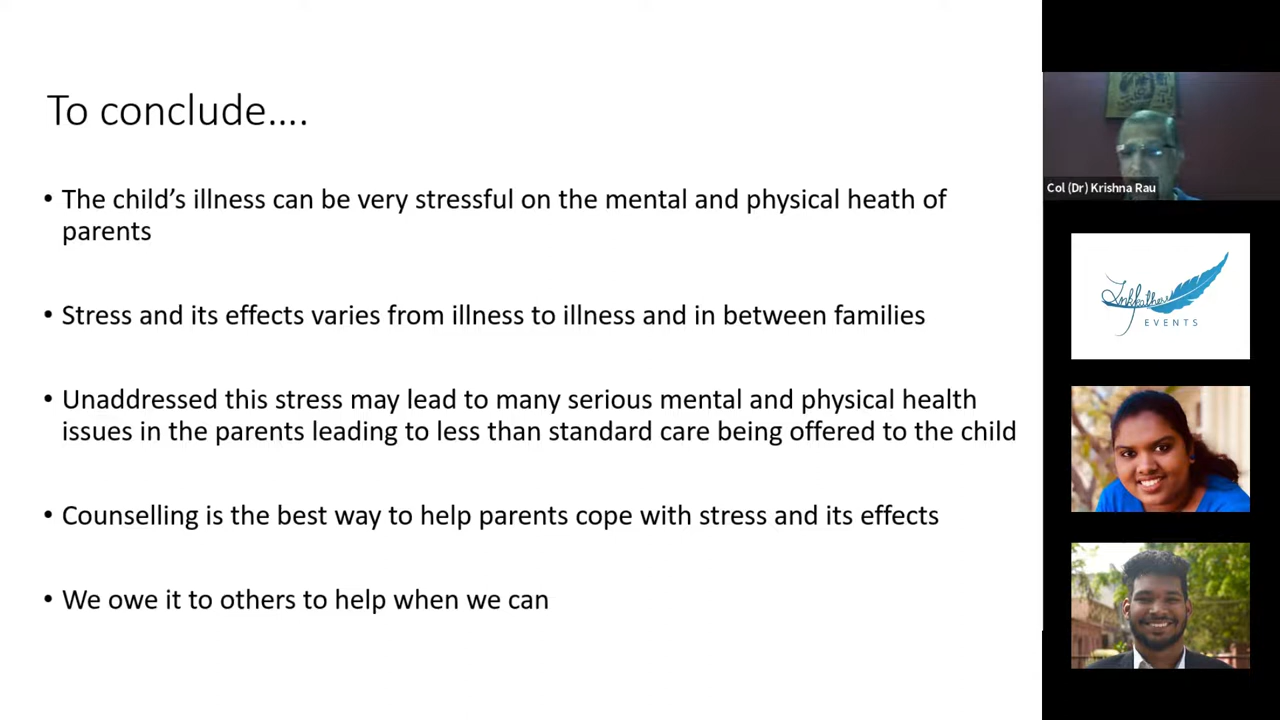 To conclude....
• The child’s illness can be very stressful on the mental and physical heath of
parents
• Stress and its effects varies from illness to illness and in between families
• Unaddressed this stress may lead to many serious mental and physical health
issues in the parents leading to less than standard care being offered to the child
• Counselling is the best way to help parents cope with stress and its effects
• We owe it to others to help when we can
Col (Dr) Krishna Rau
Inkfeathers
EVENTS